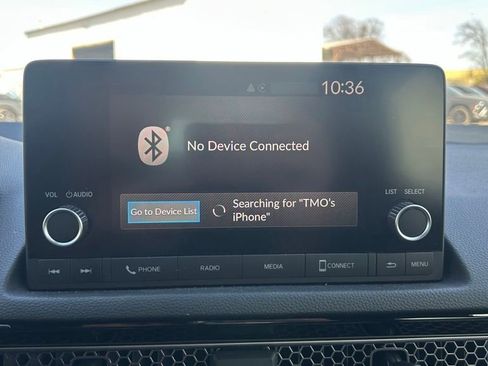 10:36
No Device Connected
VOL
AUDIO
LIST
SELECT
Go to Device List
Searching for "TMO's
iPhone"
PHONE
RADIO
MEDIA
CONNECT
MENU